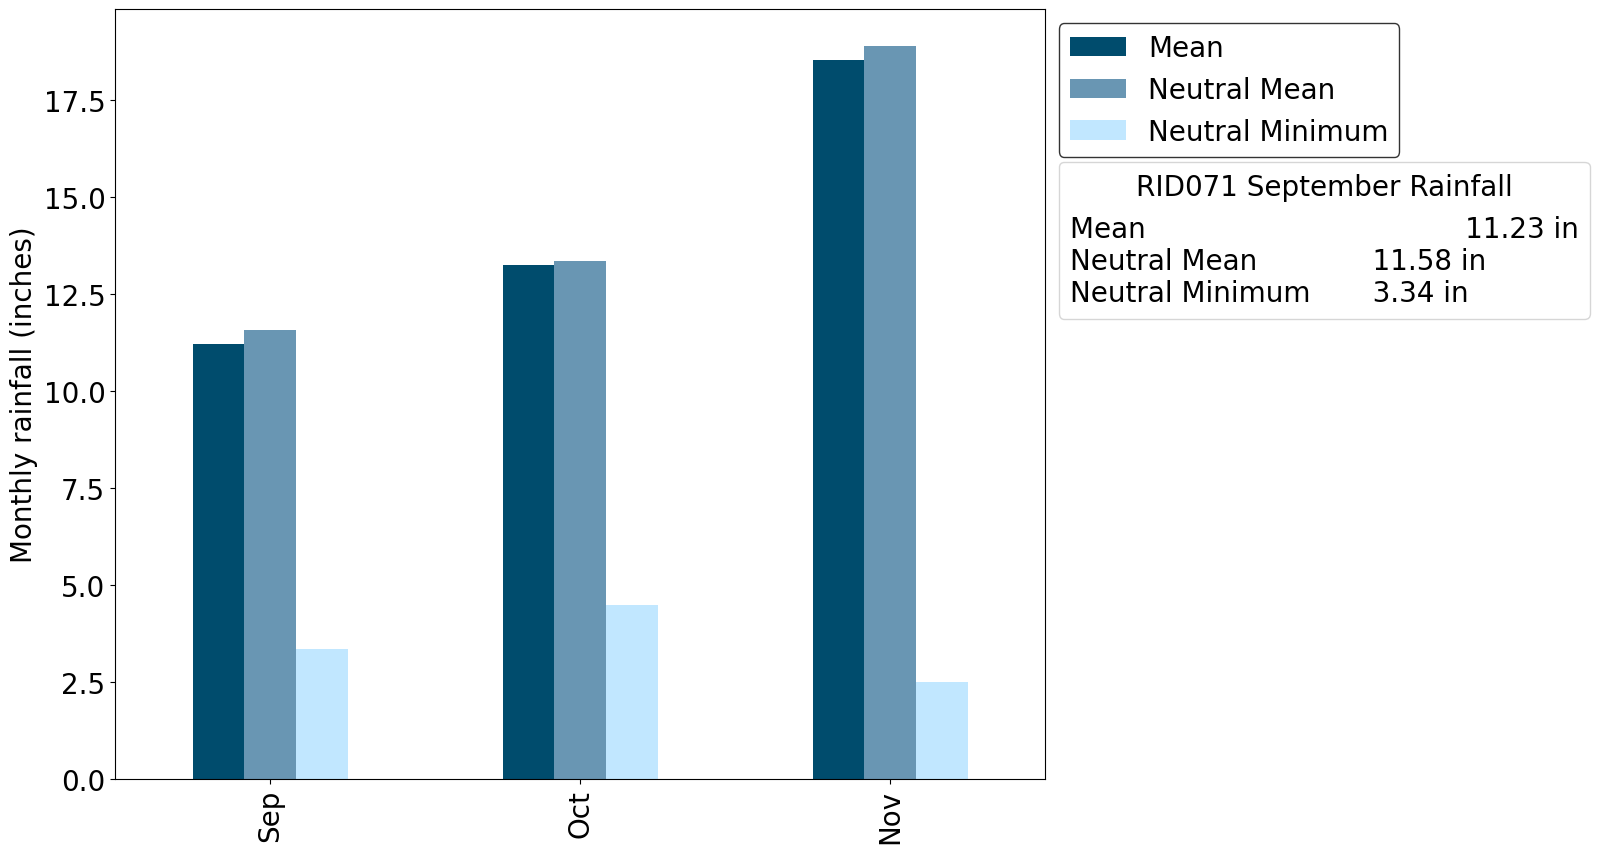 Monthly rainfall (inches)
17.5
15.0
12.5
10.0
7.5
5.0
2.5
0.0
Sep
Oct
Nov
Mean
Neutral Mean
Neutral Minimum
RID071 September Rainfall
Mean 11.23 in
Neutral Mean 11.58 in
Neutral Minimum 3.34 in